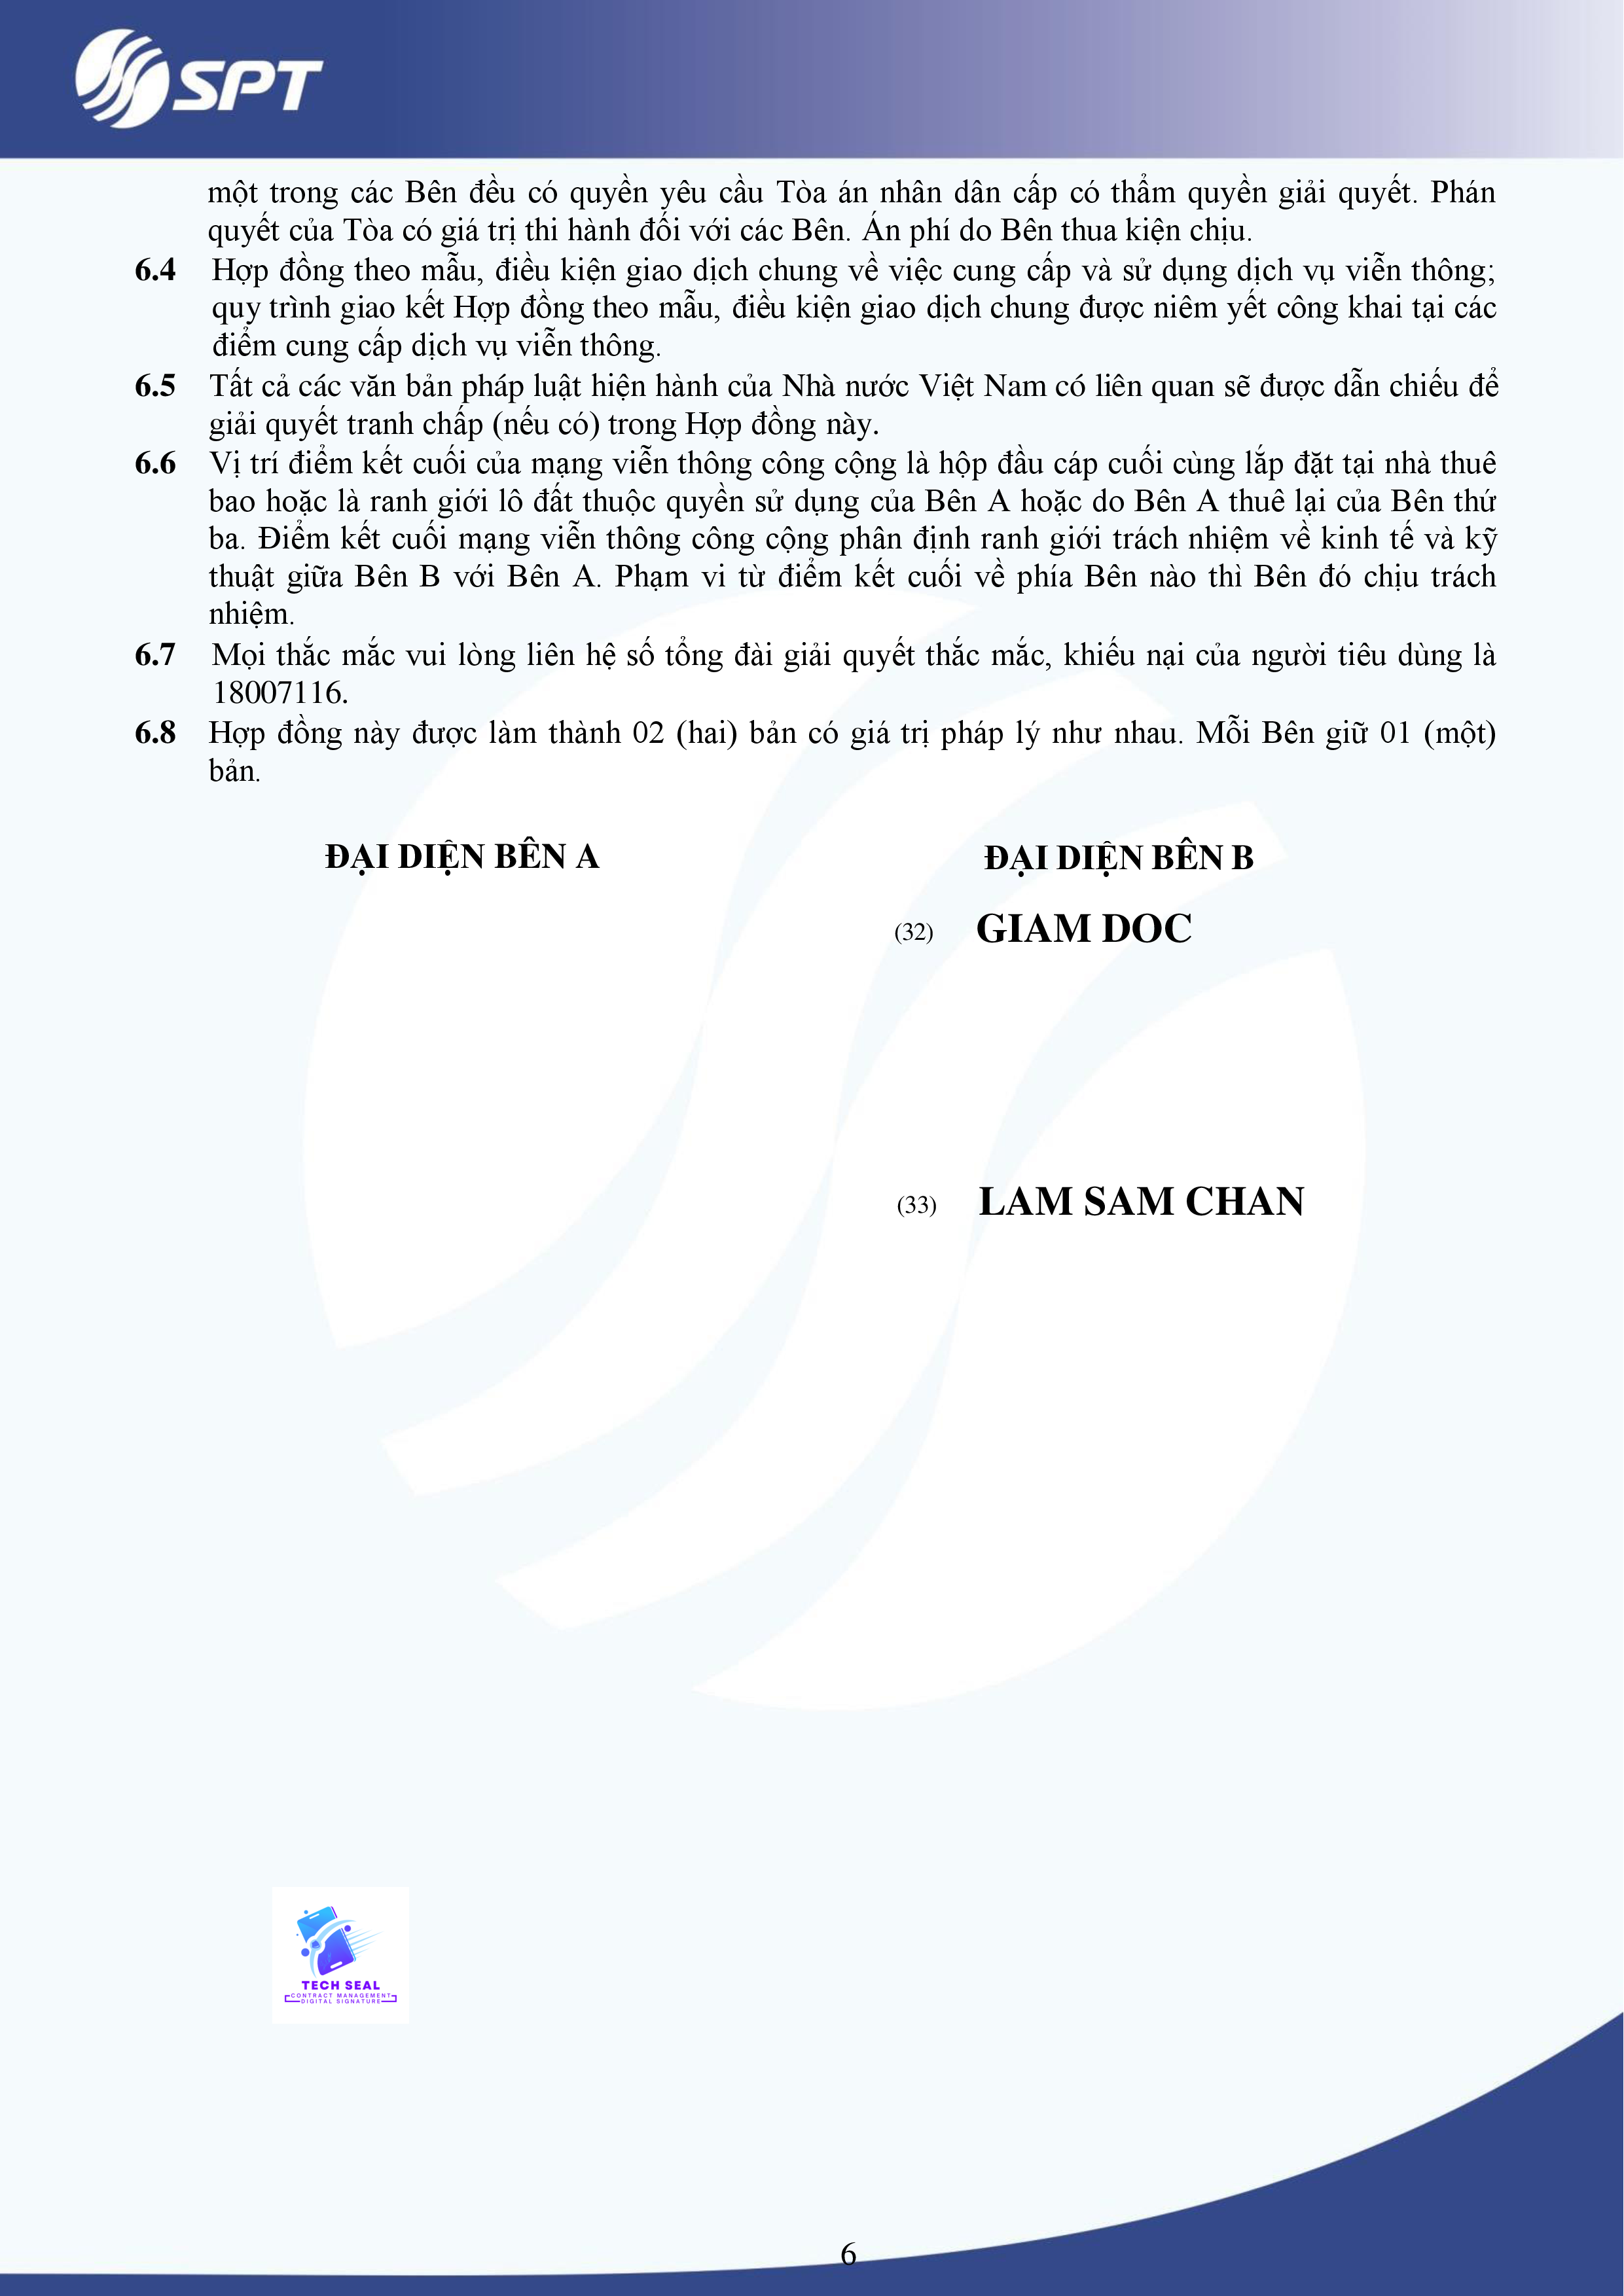 SPT
một trong các Bên đều có quyền yêu cầu Tòa án nhân dân cấp có thẩm quyền giải quyết. Phán
quyết của Tòa có giá trị thi hành đối với các Bên. Án phí do Bên thua kiện chịu.
6.4 Hợp đồng theo mẫu, điều kiện giao dịch chung về việc cung cấp và sử dụng dịch vụ viễn thông;
quy trình giao kết Hợp đồng theo mẫu, điều kiện giao dịch chung được niêm yết công khai tại các
điểm cung cấp dịch vụ viễn thông.
6.5 Tất cả các văn bản pháp luật hiện hành của Nhà nước Việt Nam có liên quan sẽ được dẫn chiếu để
giải quyết tranh chấp (nếu có) trong Hợp đồng này.
6.6 Vị trí điểm kết cuối của mạng viễn thông công cộng là hộp đầu cáp cuối cùng lắp đặt tại nhà thuê
bao hoặc là ranh giới lô đất thuộc quyền sử dụng của Bên A hoặc do Bên A thuê lại của Bên thứ
ba. Điểm kết cuối mạng viễn thông công cộng phân định ranh giới trách nhiệm về kinh tế và kỹ
thuật giữa Bên B với Bên A. Phạm vi từ điểm kết cuối về phía Bên nào thì Bên đó chịu trách
nhiệm.
6.7 Mọi thắc mắc vui lòng liên hệ số tổng đài giải quyết thắc mắc, khiếu nại của người tiêu dùng là
18007116.
6.8 Hợp đồng này được làm thành 02 (hai) bản có giá trị pháp lý như nhau. Mỗi Bên giữ 01 (một)
bản.
ĐẠI DIỆN BÊN A ĐẠI DIỆN BÊN B
(32) GIAM DOC
(33) LAM SAM CHAN
TECH SEAL
CONTRACT MANAGEMENT
DIGITAL SIGNATURE
6